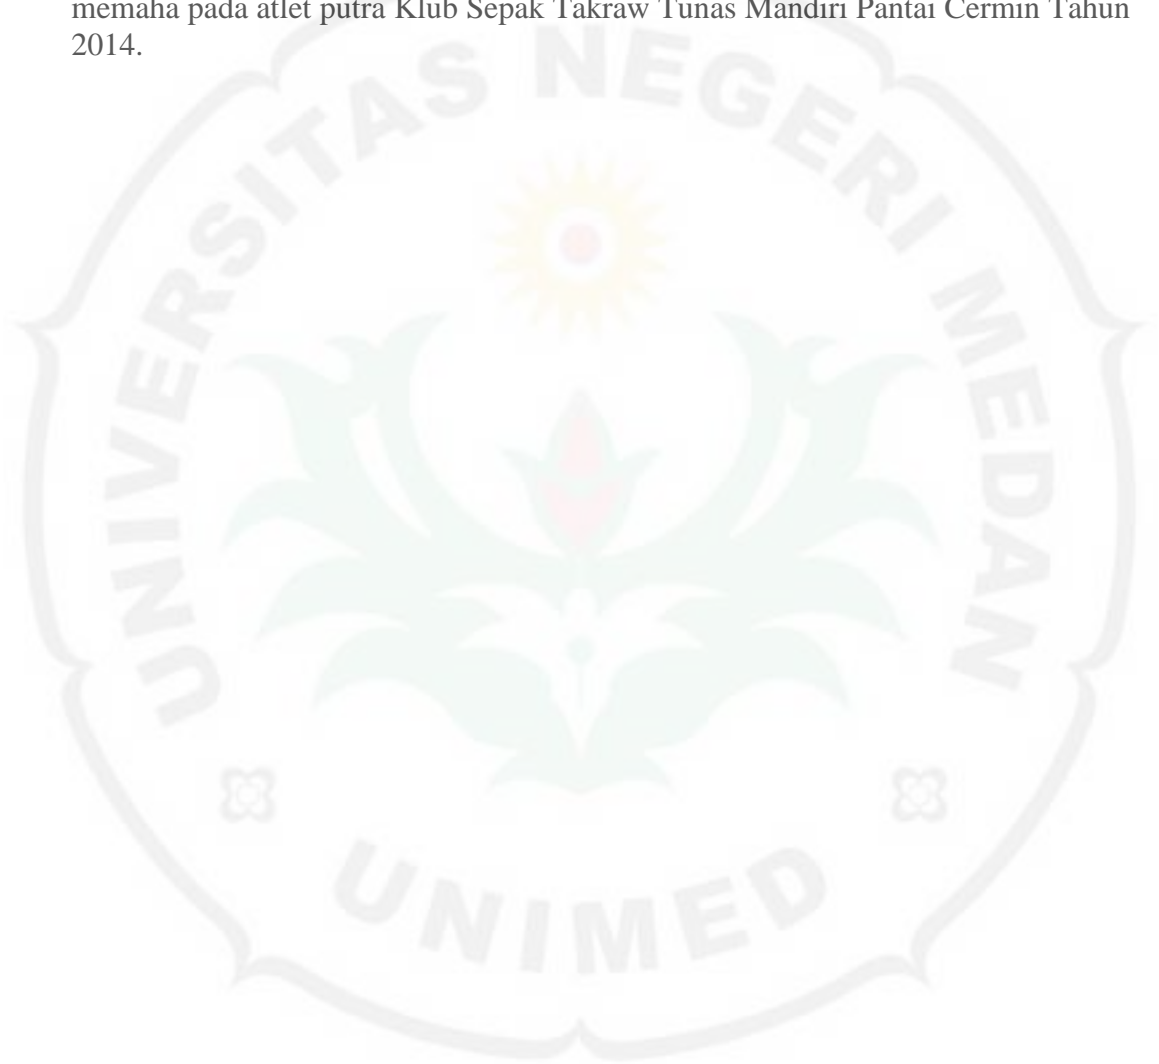 memaha pada atlet putra Klub Sepak Takraw Tunas Mandiri Pantai Cermin Tahun
2014.
UNIVERSITAS NEGERI MEDAN
UNIMED